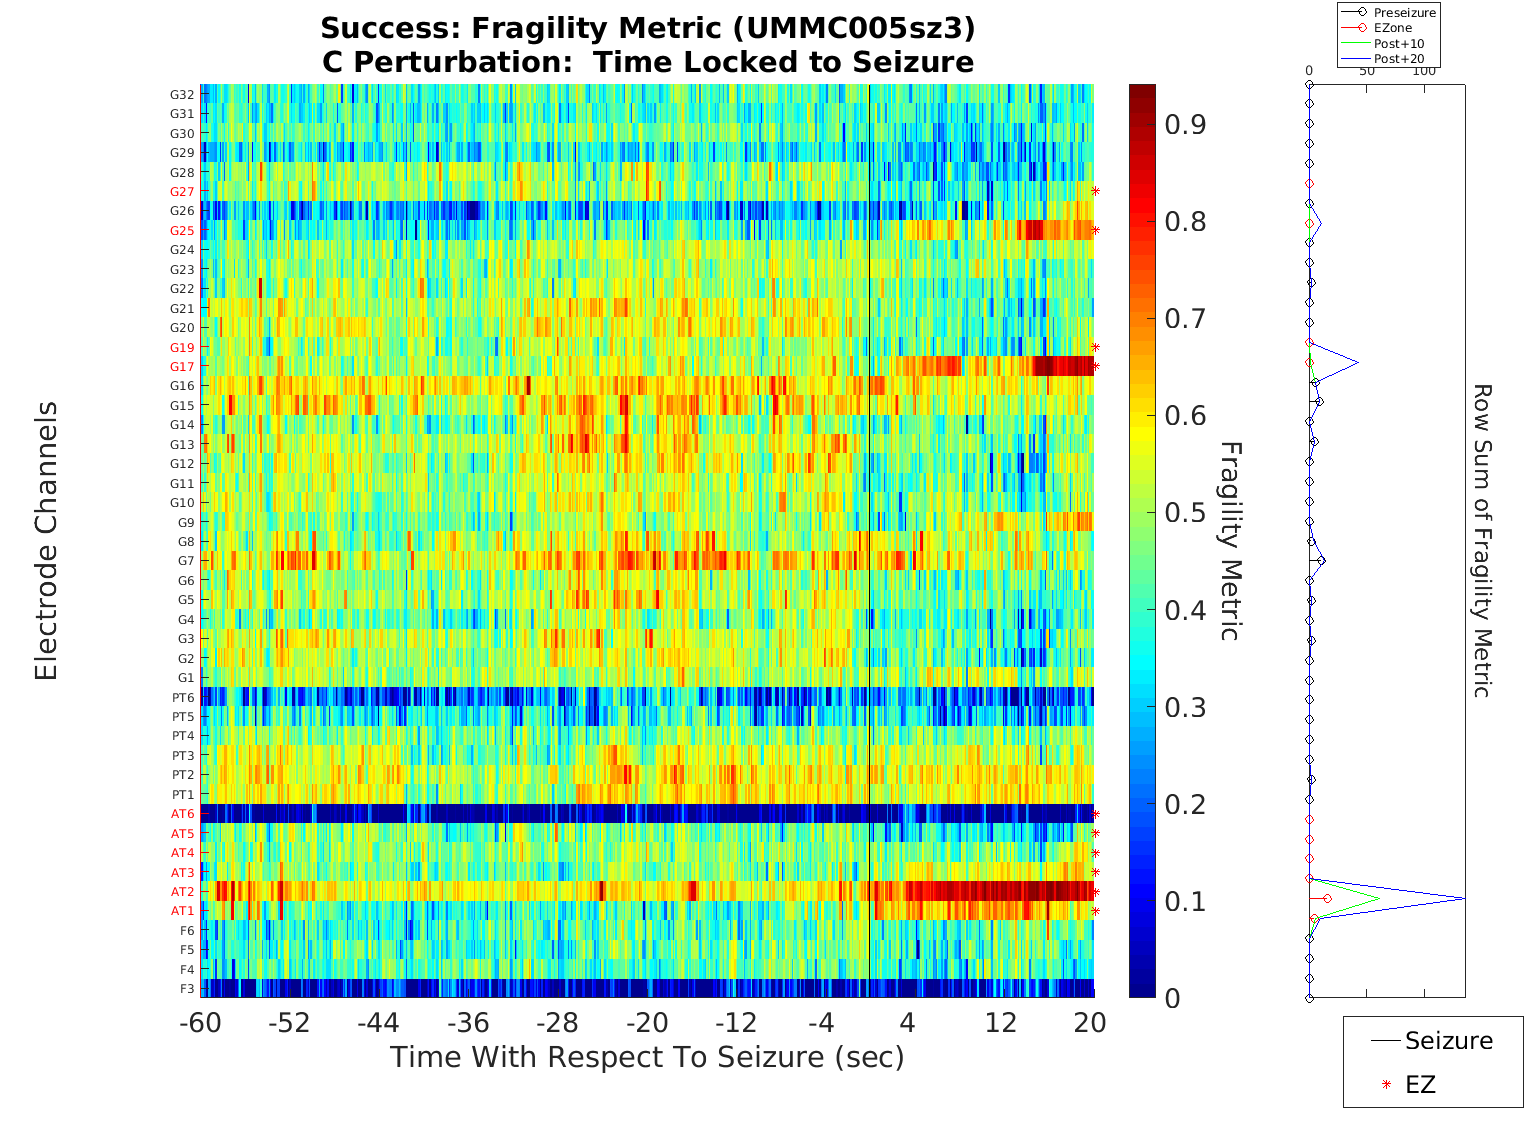 Success: Fragility Metric (UMMC005sz3)
C Perturbation:  Time Locked to Seizure
Preseizure
EZone
Post+10
Post+20
0
50
100
Electrode Channels
G32
G31
G30
G29
G28
G27
G26
G25
G24
G23
G22
G21
G20
G19
G17
G16
G15
G14
G13
G12
G11
G10
G9
G8
G7
G6
G5
G4
G3
G2
G1
PT6
PT5
PT4
PT3
PT2
PT1
AT6
AT5
AT4
AT3
AT2
AT1
F6
F5
F4
F3
-60
-52
-44
-36
-28
-20
-12
-4
4
12
20
Time With Respect To Seizure (sec)
0.9
0.8
0.7
0.6
0.5
0.4
0.3
0.2
0.1
0
Fragility Metric
Row Sum of Fragility Metric
Seizure
EZ